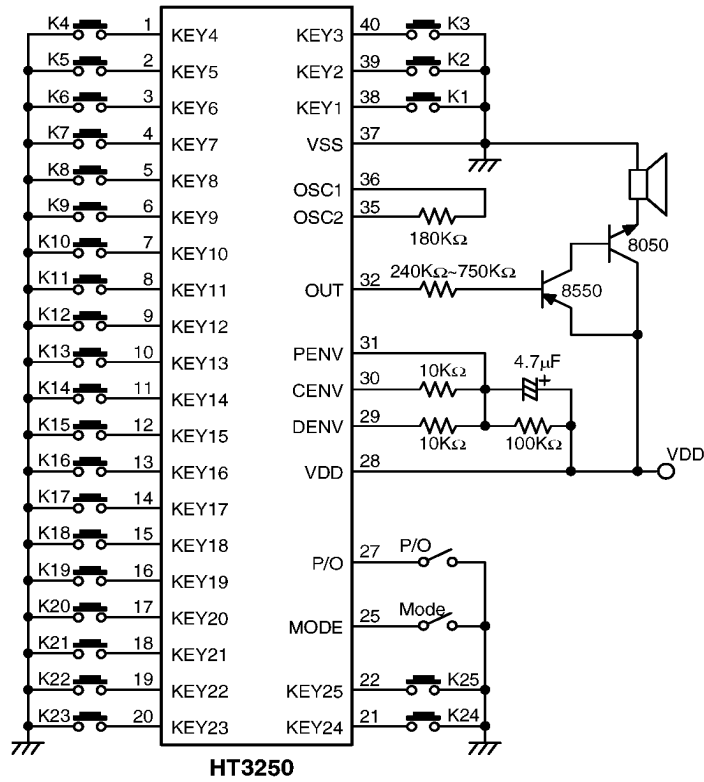 K4 1 KEY4 KEY3 40 K3
K5 2 KEY5 KEY2 39 K2
K6 3 KEY6 KEY1 38 K1
K7 4 KEY7 VSS 37
K8 5 KEY8 OSC1 36
K9 6 KEY9 OSC2 35
180KΩ
8050
K10 7 KEY10
K11 8 KEY11 OUT 32 240KΩ~750KΩ
8550
K12 9 KEY12
K13 10 KEY13 PENV 31
K14 11 KEY14 CENV 30 10KΩ 4.7μF
+
K15 12 KEY15 DENV 29
10KΩ 100KΩ
K16 13 KEY16 VDD 28 VDD
K17 14 KEY17
K18 15 KEY18 P/O 27 P/O
K19 16 KEY19
K20 17 KEY20 MODE 25 Mode
K21 18 KEY21
K22 19 KEY22 KEY25 22 K25
K23 20 KEY23 KEY24 21 K24
HT3250